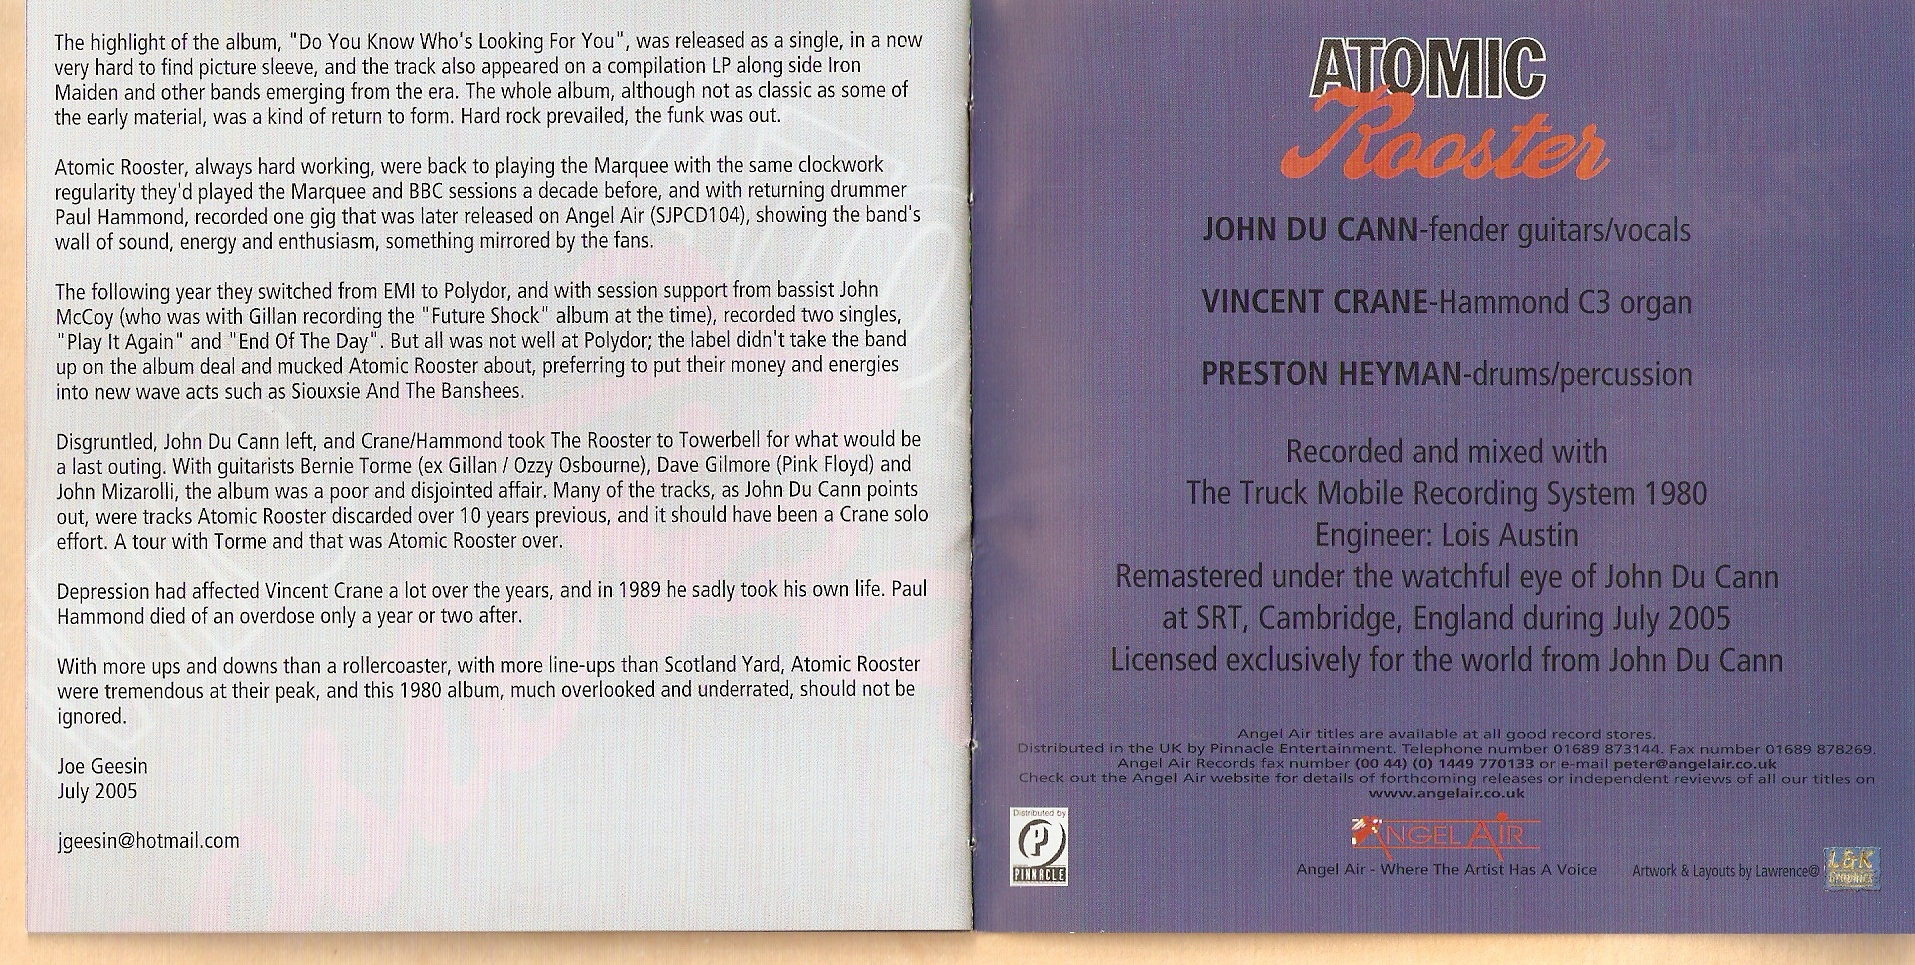 The highlight of the album, "Do You Know Who's Looking For You", was released as a single, in a now
very hard to find picture sleeve, and the track also appeared on a compilation LP along side Iron
Maiden and other bands emerging from the era. The whole album, although not as classic as some of
the early material, was a kind of return to form. Hard rock prevailed, the funk was out.
Atomic Rooster, always hard working, were back to playing the Marquee with the same clockwork
regularity they'd played the Marquee and BBC sessions a decade before, and with returning drummer
Paul Hammond, recorded one gig that was later released on Angel Air (SJPCD104), showing the band's
wall of sound, energy and enthusiasm, something mirrored by the fans.
The following year they switched from EMI to Polydor, and with session support from bassist John
McCoy (who was with Gillan recording the "Future Shock" album at the time), recorded two singles,
"Play It Again" and "End Of The Day". But all was not well at Polydor; the label didn't take the band
up on the album deal and mucked Atomic Rooster about, preferring to put their money and energies
into new wave acts such as Siouxsie And The Banshees.
Disgruntled, John Du Cann left, and Crane/Hammond took The Rooster to Towerbell for what would be
a last outing. With guitarists Bernie Torme (ex Gillan / Ozzy Osbourne), Dave Gilmore (Pink Floyd) and
John Mizarolli, the album was a poor and disjointed affair. Many of the tracks, as John Du Cann points
out, were tracks Atomic Rooster discarded over 10 years previous, and it should have been a Crane solo
effort. A tour with Torme and that was Atomic Rooster over.
Depression had affected Vincent Crane a lot over the years, and in 1989 he sadly took his own life. Paul
Hammond died of an overdose only a year or two after.
With more ups and downs than a rollercoaster, with more line-ups than Scotland Yard, Atomic Rooster
were tremendous at their peak, and this 1980 album, much overlooked and underrated, should not be
ignored.
Joe Geesin
July 2005
jgeesin@hotmail.com
ATOMIC
Rooster
JOHN DU CANN-fender guitars/vocals
VINCENT CRANE-Hammond C3 organ
PRESTON HEYMAN-drums/percussion
Recorded and mixed with
The Truck Mobile Recording System 1980
Engineer: Lois Austin
Remastered under the watchful eye of John Du Cann
at SRT, Cambridge, England during July 2005
Licensed exclusively for the world from John Du Cann
Angel Air titles are available at all good record stores.
Distributed in the UK by Pinnacle Entertainment. Telephone number 01689 873144. Fax number 01689 878269.
Angel Air Records fax number (00 44) (0) 1449 770133 or e-mail peter@angelair.co.uk
Check out the Angel Air website for details of forthcoming releases or independent reviews of all our titles on
www.angelair.co.uk
Distributed by
P
PINNACLE
ANGEL AIR
Angel Air - Where The Artist Has A Voice
Artwork & Layouts by Lawrence@
L&K
Graphics